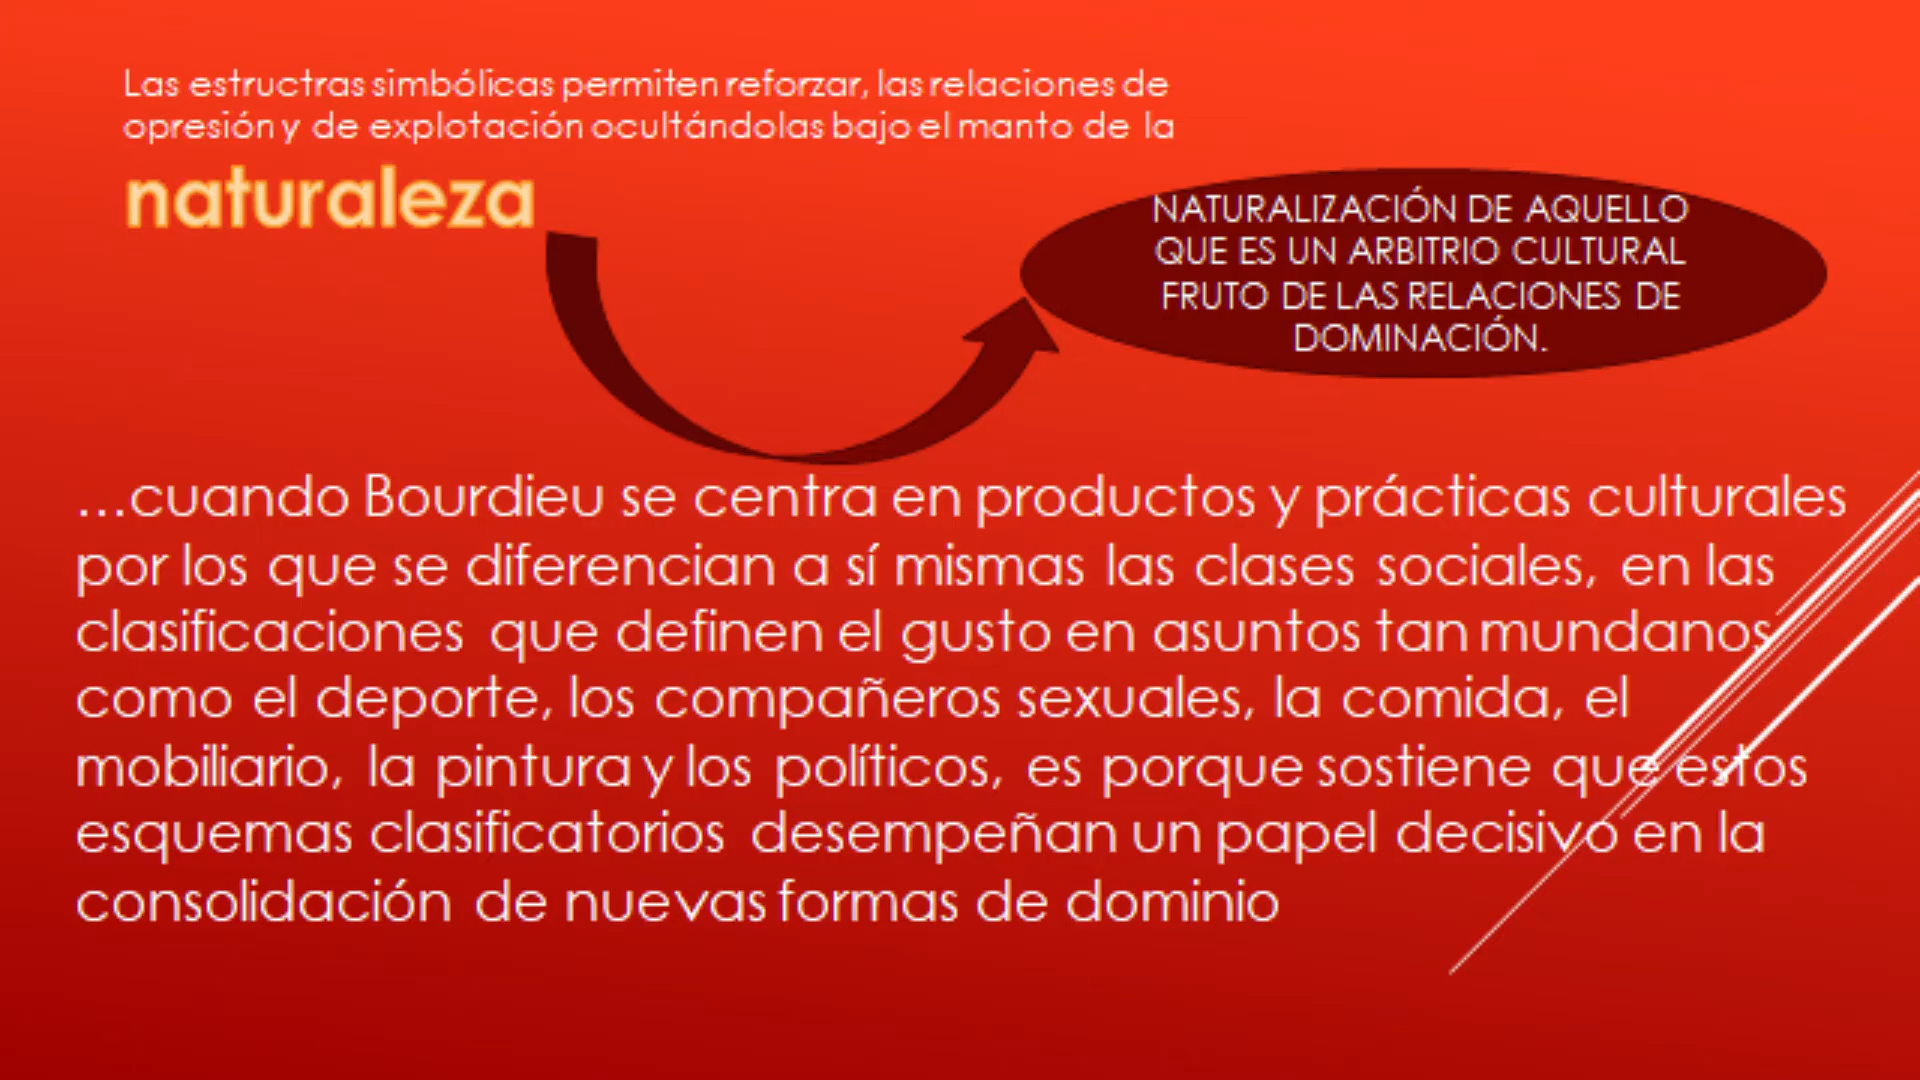 Las estructras simbólicas permiten reforzar, las relaciones de
opresión y de explotación ocultándolas bajo el manto de la
naturaleza
NATURALIZACIÓN DE AQUELLO
QUE ES UN ARBITRIO CULTURAL
FRUTO DE LAS RELACIONES DE
DOMINACIÓN.
...cuando Bourdieu se centra en productos y prácticas culturales
por los que se diferencian a sí mismas las clases sociales, en las
clasificaciones que definen el gusto en asuntos tan mundanos
como el deporte, los compañeros sexuales, la comida, el
mobiliario, la pintura y los políticos, es porque sostiene que estos
esquemas clasificatorios desempeñan un papel decisivo en la
consolidación de nuevas formas de dominio